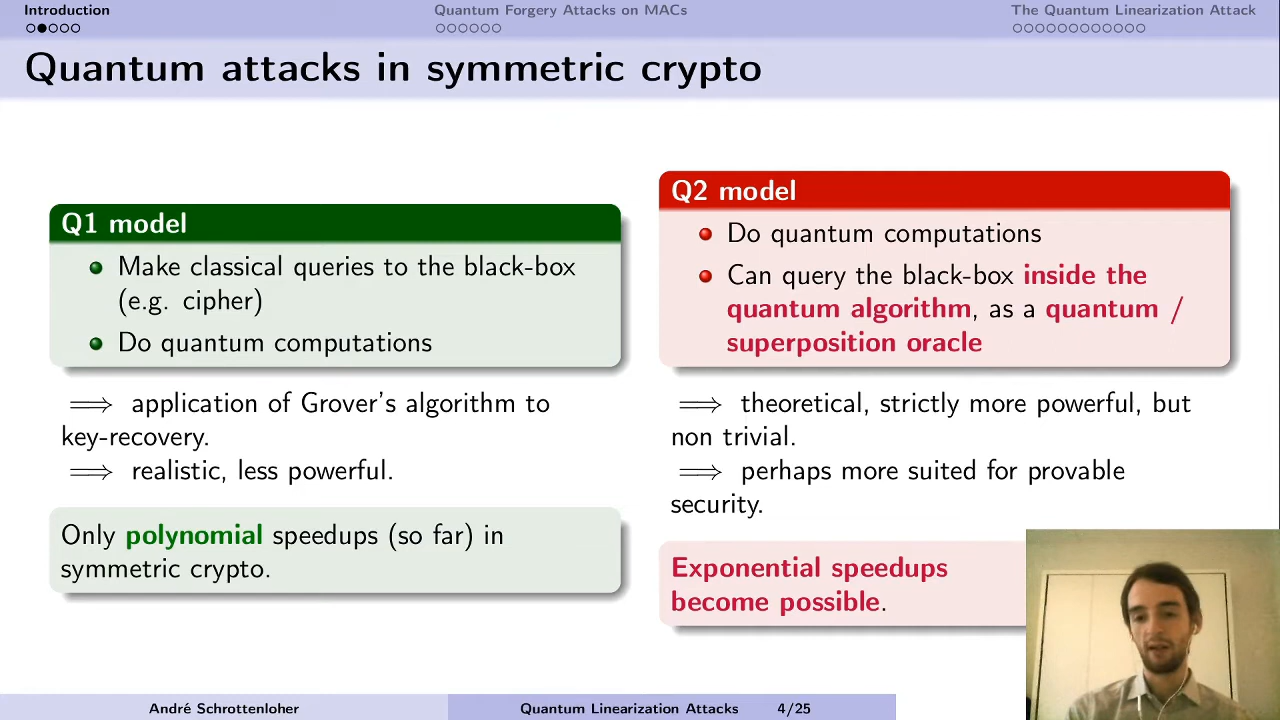 Introduction
Quantum Forgery Attacks on MACs
The Quantum Linearization Attack
Quantum attacks in symmetric crypto
Q1 model
Make classical queries to the black-box
(e.g. cipher)
Do quantum computations
⟹ application of Grover's algorithm to
key-recovery.
⟹ realistic, less powerful.
Only polynomial speedups (so far) in
symmetric crypto.
Q2 model
Do quantum computations
Can query the black-box inside the
quantum algorithm, as a quantum /
superposition oracle
⟹ theoretical, strictly more powerful, but
non trivial.
⟹ perhaps more suited for provable
security.
Exponential speedups
become possible.
André Schrottenloher
Quantum Linearization Attacks
4/25